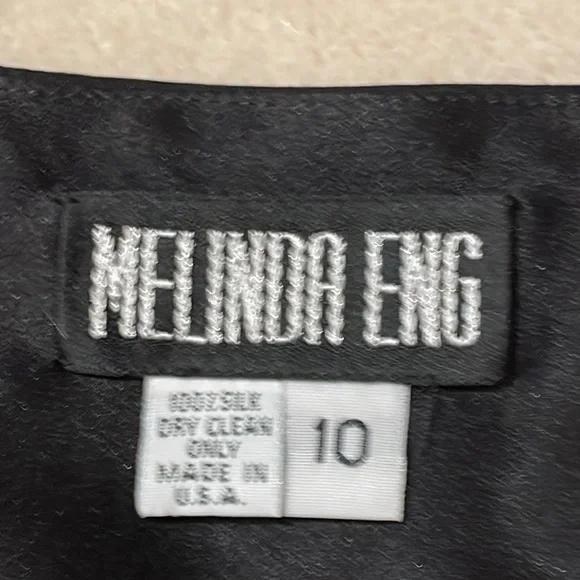 MELINDA ENG
100% SILK
DRY CLEAN
ONLY
MADE IN
U.S.A.
10